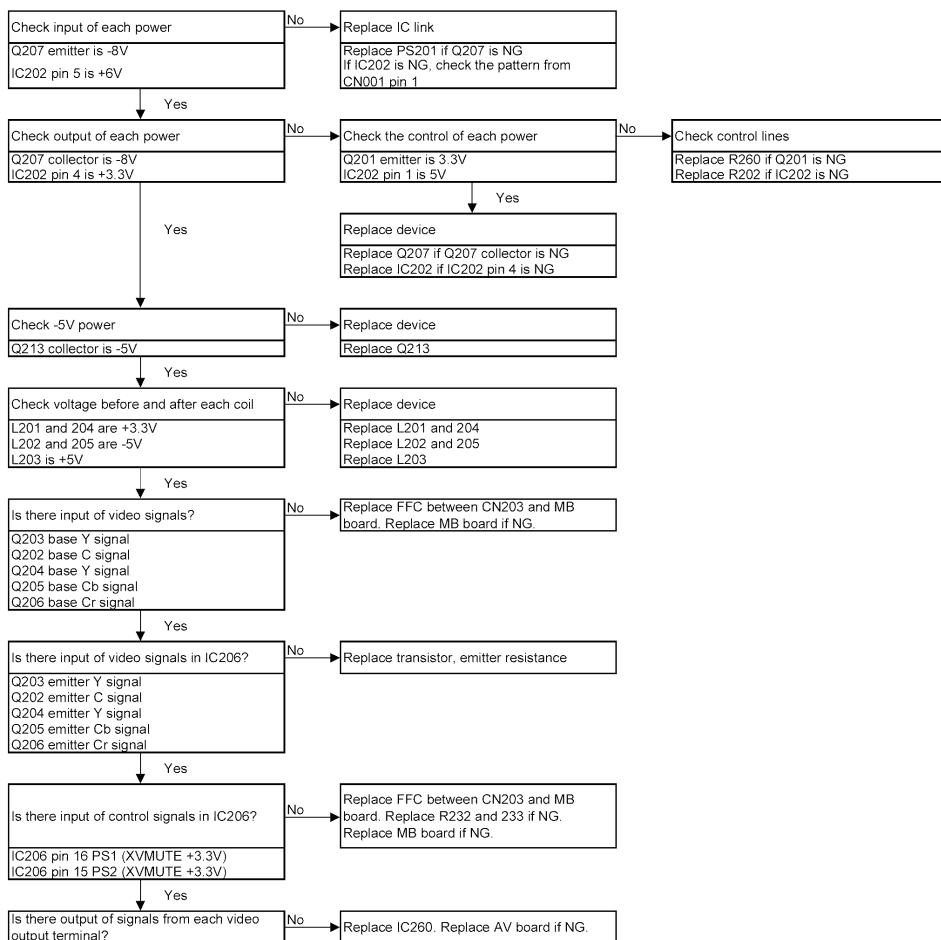 Check input of each power
Q207 emitter is -8V
IC202 pin 5 is +6V
No
Replace IC link
Replace PS201 if Q207 is NG
If IC202 is NG, check the pattern from
CN001 pin 1
Yes
Check output of each power
Q207 collector is -8V
IC202 pin 4 is +3.3V
No
Check the control of each power
Q201 emitter is 3.3V
IC202 pin 1 is 5V
No
Check control lines
Replace R260 if Q201 is NG
Replace R202 if IC202 is NG
Yes
Replace device
Replace Q207 if Q207 collector is NG
Replace IC202 if IC202 pin 4 is NG
Yes
Check -5V power
Q213 collector is -5V
No
Replace device
Replace Q213
Yes
Check voltage before and after each coil
L201 and 204 are +3.3V
L202 and 205 are -5V
L203 is +5V
No
Replace device
Replace L201 and 204
Replace L202 and 205
Replace L203
Yes
Is there input of video signals?
Q203 base Y signal
Q202 base C signal
Q204 base Y signal
Q205 base Cb signal
Q206 base Cr signal
No
Replace FFC between CN203 and MB
board. Replace MB board if NG.
Yes
Is there input of video signals in IC206?
Q203 emitter Y signal
Q202 emitter C signal
Q204 emitter Y signal
Q205 emitter Cb signal
Q206 emitter Cr signal
No
Replace transistor, emitter resistance
Yes
Is there input of control signals in IC206?
IC206 pin 16 PS1 (XVMUTE +3.3V)
IC206 pin 15 PS2 (XVMUTE +3.3V)
No
Replace FFC between CN203 and MB
board. Replace R232 and 233 if NG.
Replace MB board if NG.
Yes
Is there output of signals from each video
output terminal?
No
Replace IC260. Replace AV board if NG.